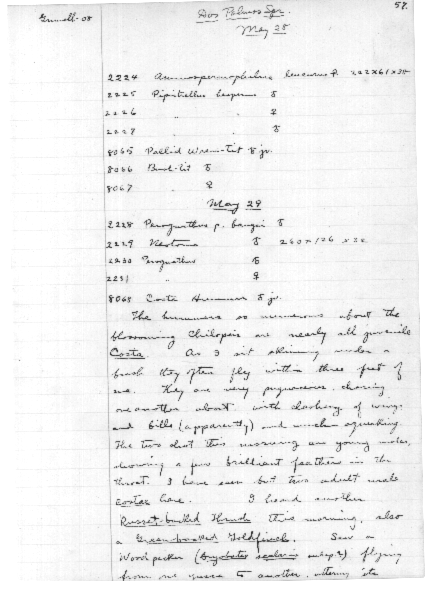 Grinnell-08
Dos Palmos Spr.
57.
May 28
2224 Ammospermophilus leucurus ♂ 222×61×38
2225 Pipistrellus hesperus ♂
2226 " " ♀
2227 " ♂
8065 Pallid Wren-tit ♂ jv.
8066 Bush-tit ♂
8067 " ♀
May 29
2228 Perognathus p. bangsi ♂
2229 Neotoma ♂ 260×126×32
2230 Perognathus ♂
2231 " ♀
8068 Costa Hummer ♂ jv.
The hummers so numerous about the
blossoming Chilopsis are nearly all juvenile
Costa. As I sit skinning under a
bush they often fly within three feet of
me. They are very pugnacious, chasing
one another about with clashing of wings
and bills (apparently) and much squeaking.
The two shot this morning are young males,
showing a few brilliant feathers in the
throat. I have seen but two adult male
costae here. I heard another
Russet-backed Thrush this morning, also
a Green-backed Goldfinch. Saw a
Woodpecker (Dryobates scalaris ) flying
from one yucca to another, uttering its